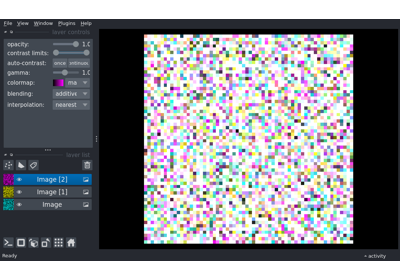 File View Window Plugins Help
layer controls
opacity: 1.0
contrast limits:
auto-contrast: once
gamma: 1.0
colormap: ma
blending: additive
interpolation: nearest
layer list
Image [2]
Image [1]
Image
Ready activity